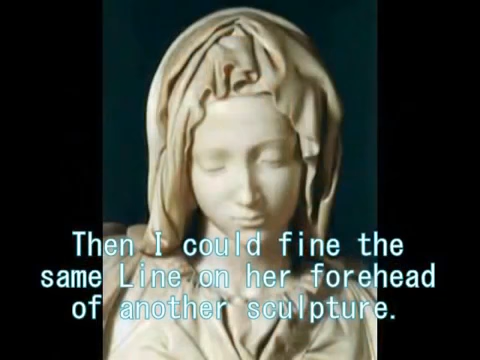 Then I could fine the
same Line on her forehead
of another sculpture.